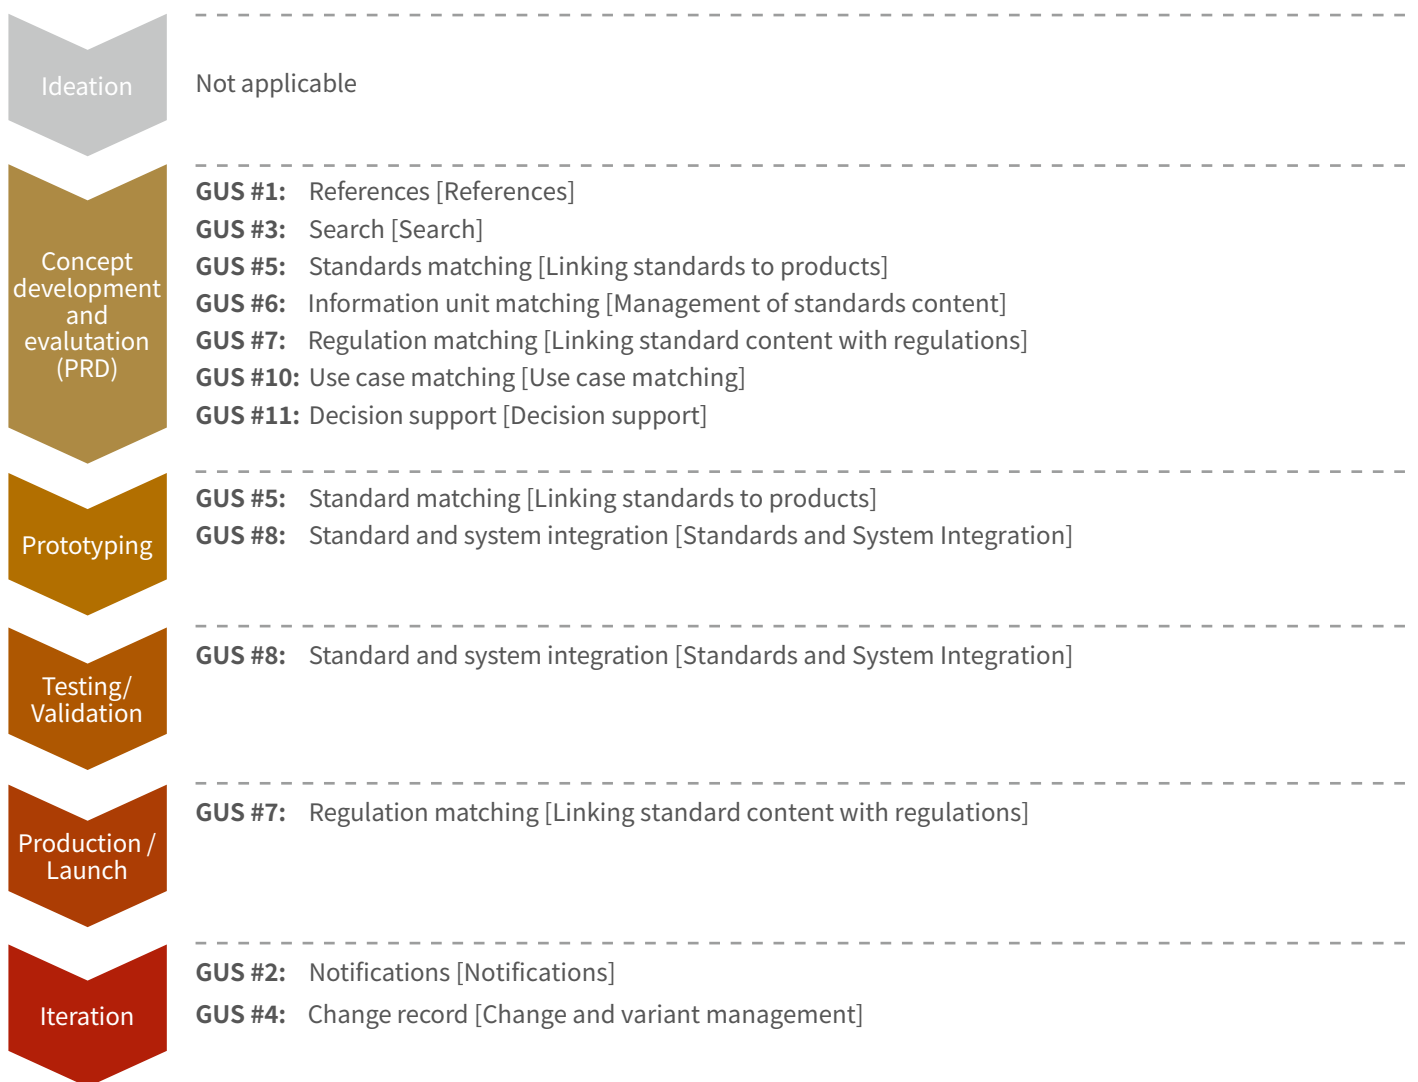 Ideation
Not applicable
Concept
development
and
evalutation
(PRD)
GUS #1: References [References]
GUS #3: Search [Search]
GUS #5: Standards matching [Linking standards to products]
GUS #6: Information unit matching [Management of standards content]
GUS #7: Regulation matching [Linking standard content with regulations]
GUS #10: Use case matching [Use case matching]
GUS #11: Decision support [Decision support]
Prototyping
GUS #5: Standard matching [Linking standards to products]
GUS #8: Standard and system integration [Standards and System Integration]
Testing/
Validation
GUS #8: Standard and system integration [Standards and System Integration]
Production /
Launch
GUS #7: Regulation matching [Linking standard content with regulations]
Iteration
GUS #2: Notifications [Notifications]
GUS #4: Change record [Change and variant management]